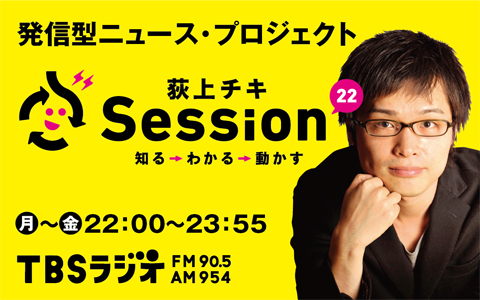 発信型ニュース・プロジェクト
荻上チキ
Session
22
知る→わかる→動かす
月〜金22:00〜23:55
TBSラジオ FM 90.5
AM 954